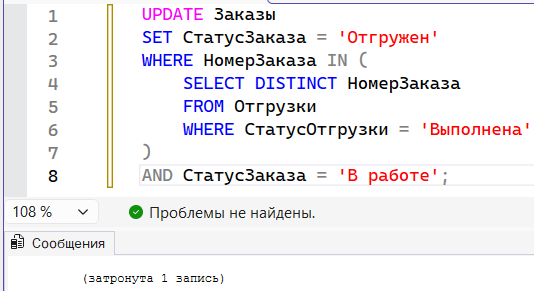 1 UPDATE Заказы
2 SET СтатусЗаказа = 'Отгружен'
3 WHERE НомерЗаказа IN (
4 SELECT DISTINCT НомерЗаказа
5 FROM Отгрузки
6 WHERE СтатусОтгрузки = 'Выполнена'
7 )
8 AND СтатусЗаказа = 'В работе';
108 % Проблемы не найдены.
Сообщения
(затронута 1 запись)